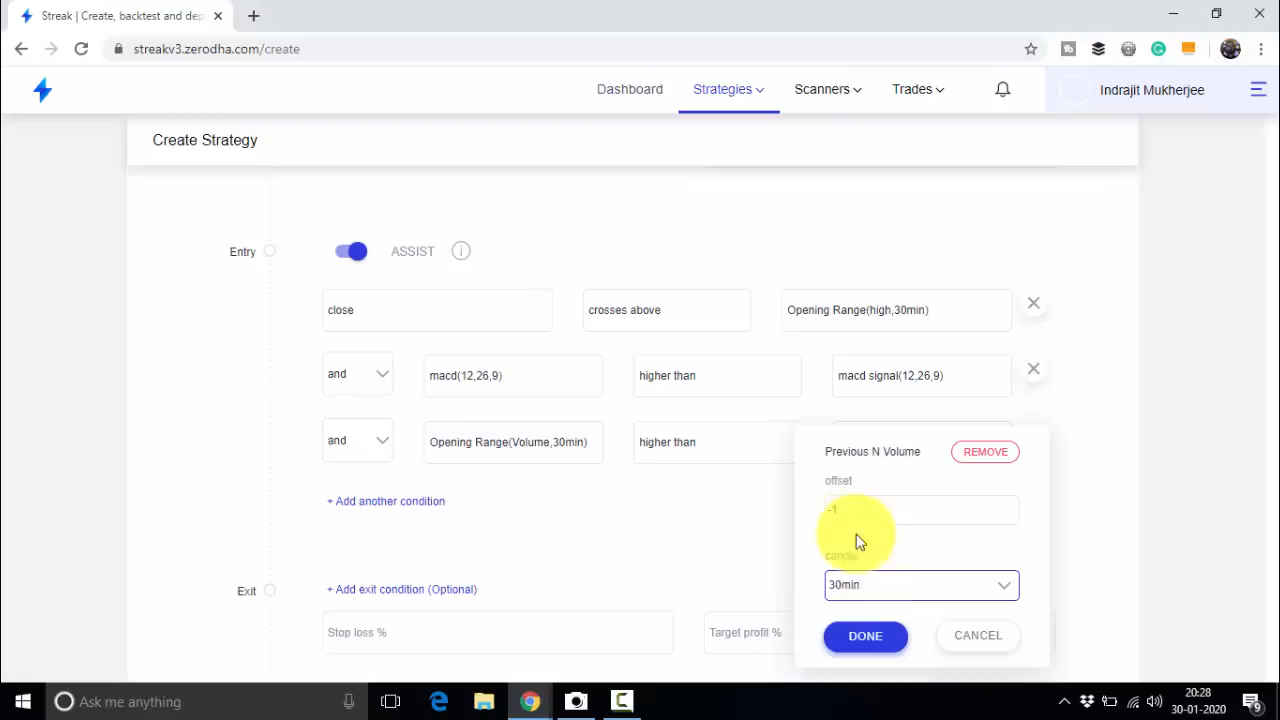 Streak | Create, backtest and dep
streakv3.zerodha.com/create
Dashboard
Strategies
Scanners
Trades
Indrajit Mukherjee
Create Strategy
Entry
ASSIST
close
crosses above
Opening Range(high,30min)
and
macd(12,26,9)
higher than
macd signal(12,26,9)
and
Opening Range(Volume,30min)
higher than
Previous N Volume
REMOVE
offset
-1
candle
30min
DONE
CANCEL
+ Add another condition
Exit
+ Add exit condition (Optional)
Stop loss %
Target profit %
Ask me anything
20:28
30-01-2020
9